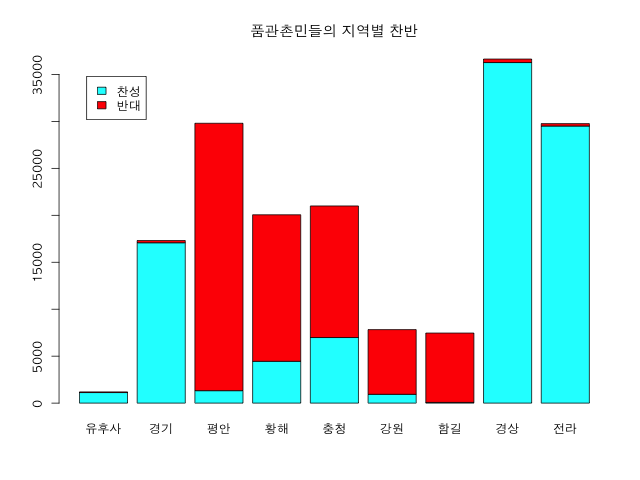 품관촌민들의 지역별 찬반
찬성
반대
35000
25000
15000
5000
0
유후사 경기 평안 황해 충청 강원 함길 경상 전라